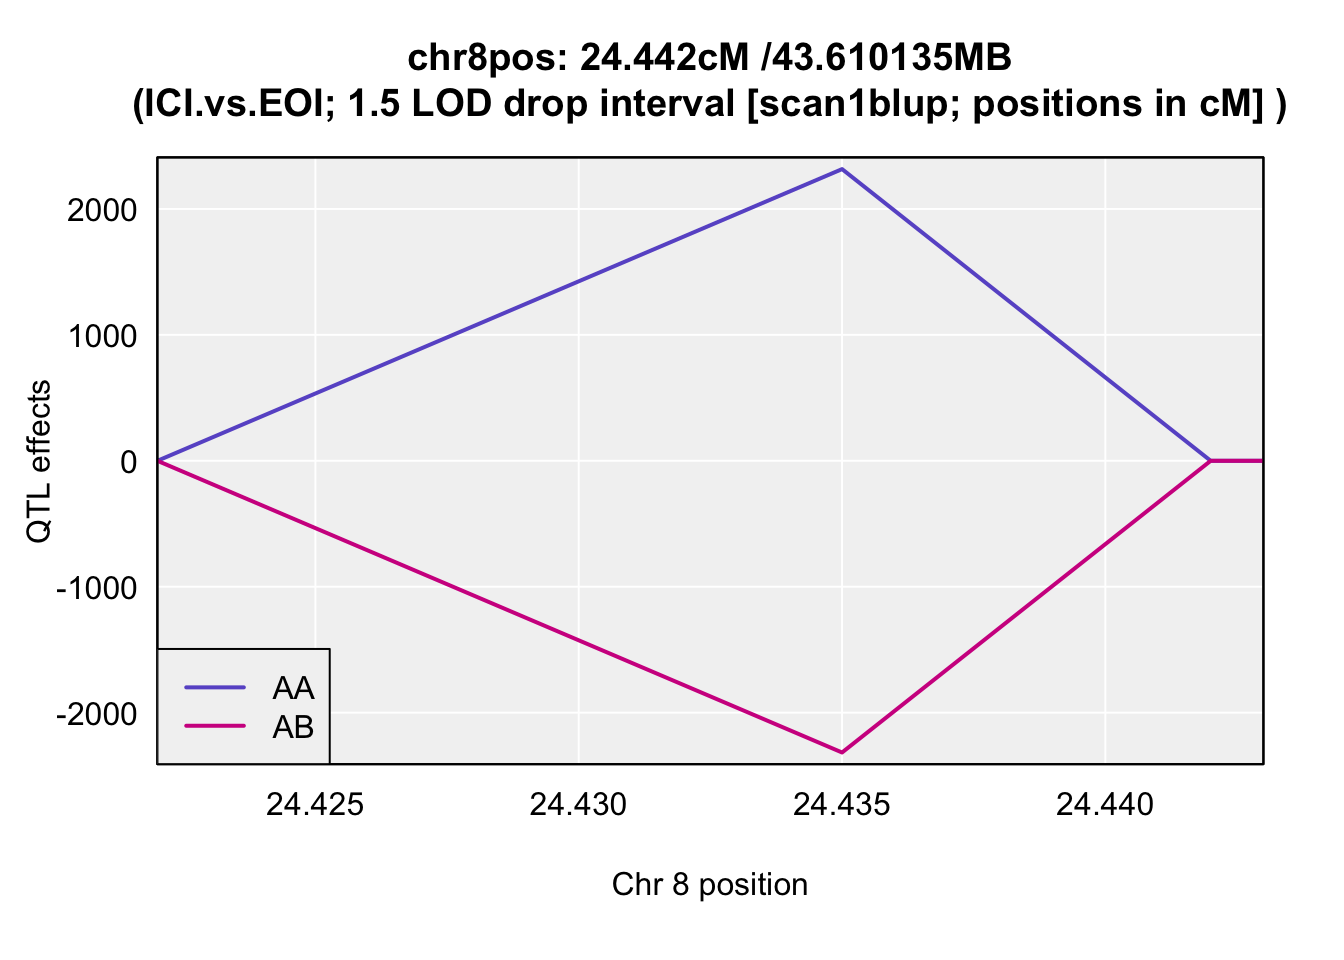 chr8pos: 24.442cM /43.610135MB
(ICI.vs.EOI; 1.5 LOD drop interval [scan1blup; positions in cM] )
QTL effects
2000
1000
0
-1000
-2000
AA
AB
24.425 24.430 24.435 24.440
Chr 8 position